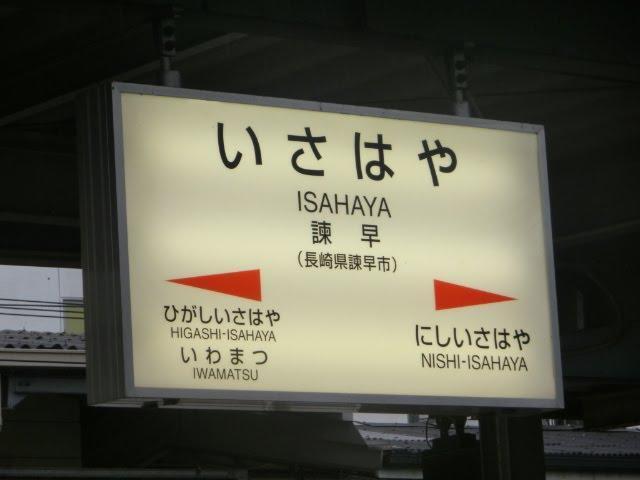 いさはや
ISAHAYA
諫早
(長崎県諫早市)
ひがしいさはや
HIGASHI-ISAHAYA
いわまつ
IWAMATSU
にしいさはや
NISHI-ISAHAYA